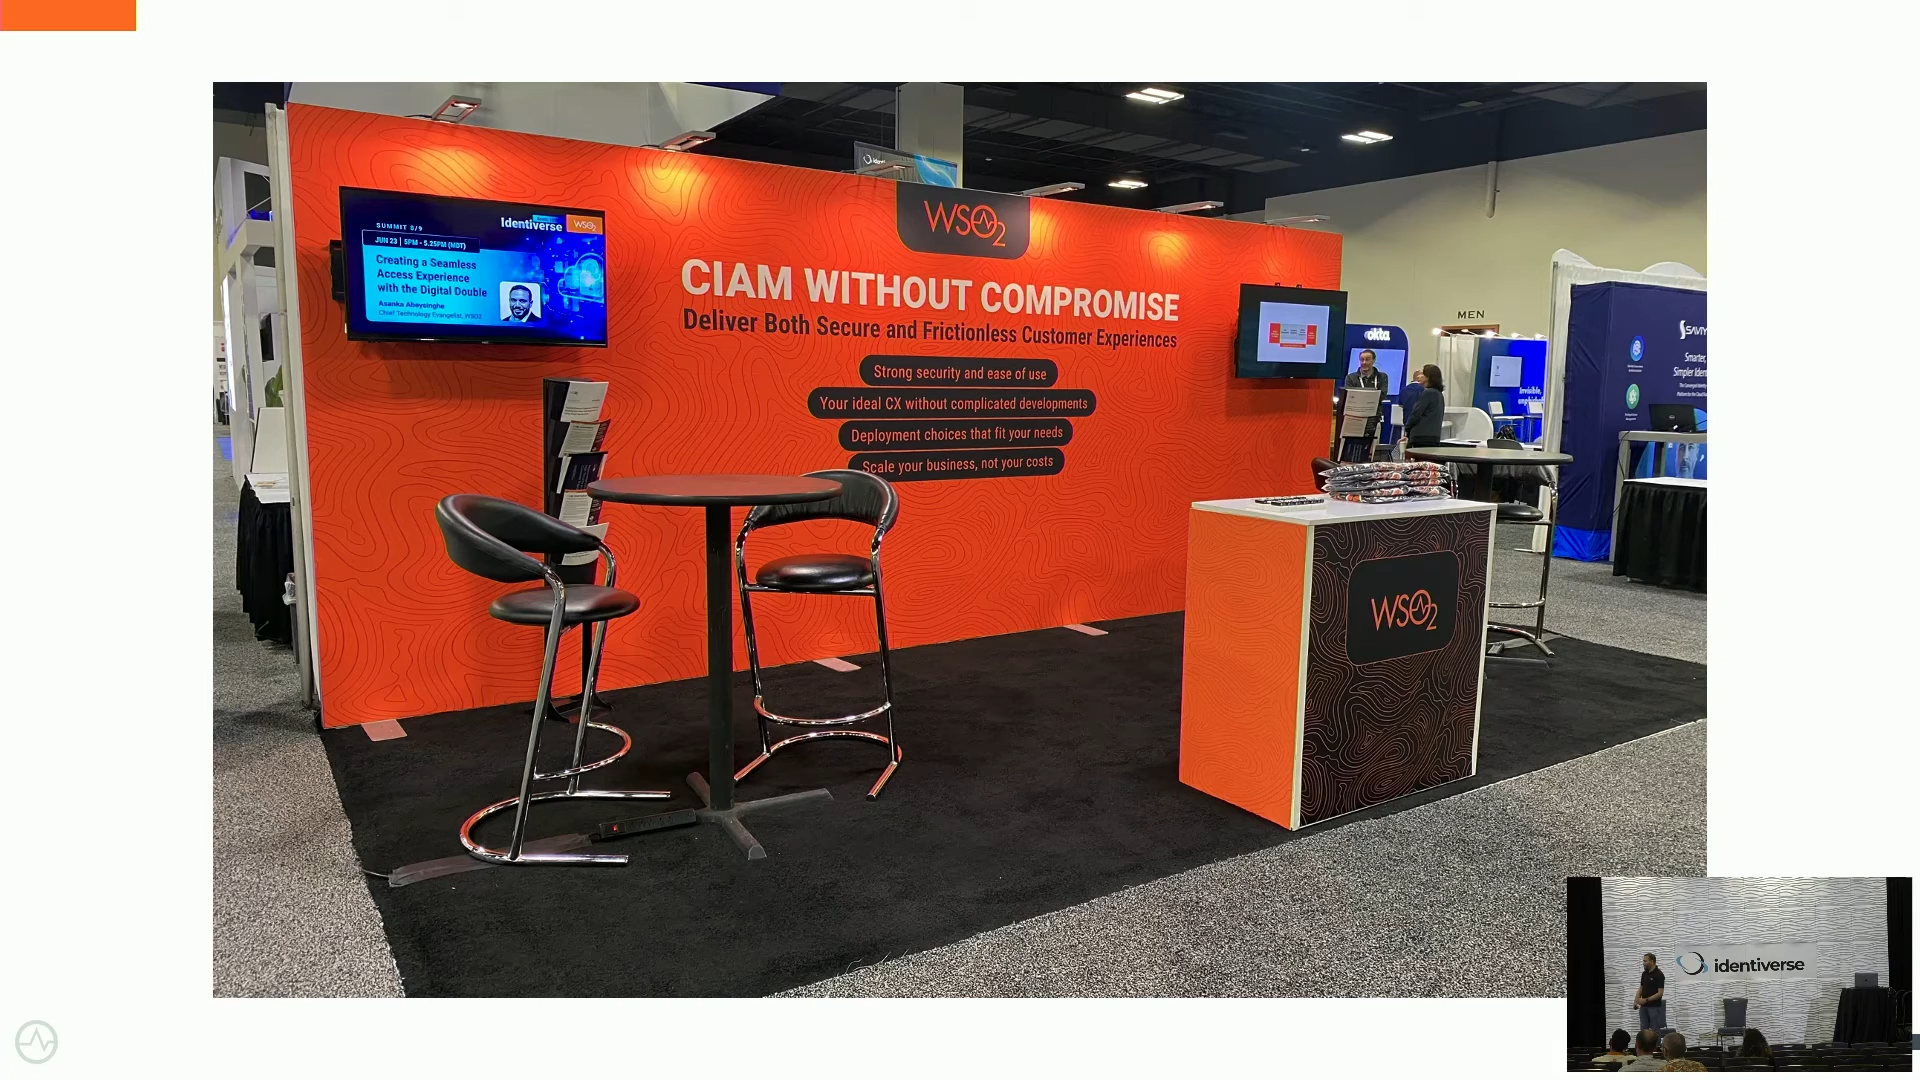 SUMMIT 8/9
Identiverse
WSO2
JUN 23 | 5PM - 5.25PM (MDT)
Creating a Seamless
Access Experience
with the Digital Double
Asanka Abeysinghe
Chief Technology Evangelist, WSO2
WSO2
CIAM WITHOUT COMPROMISE
Deliver Both Secure and Frictionless Customer Experiences
Strong security and ease of use
Your ideal CX without complicated developments
Deployment choices that fit your needs
Scale your business, not your costs
MEN
okta
Smarter,
WSO2
identiverse